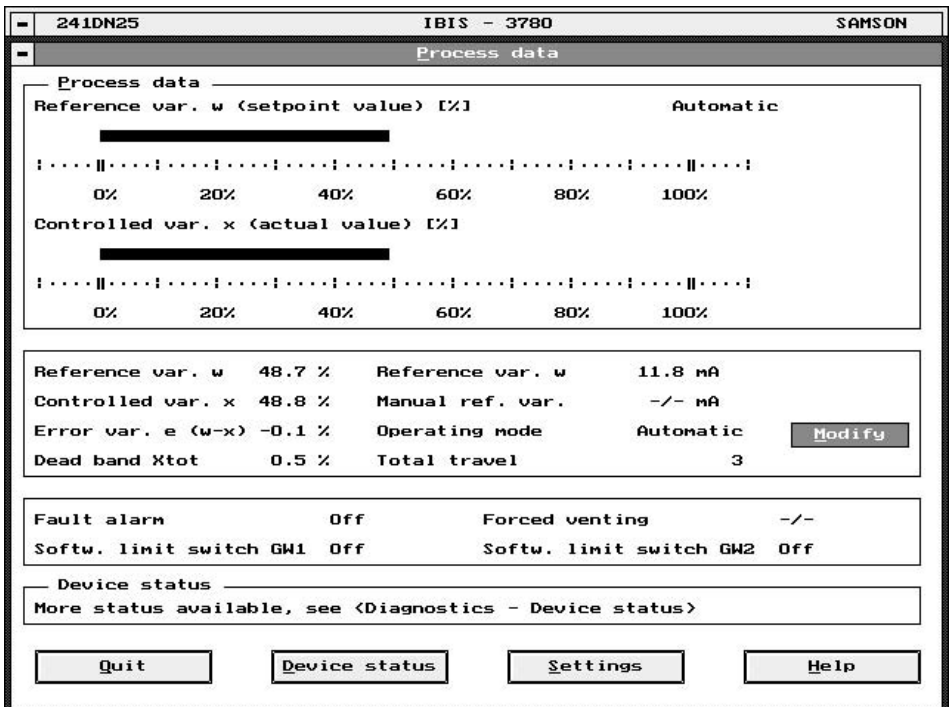 241DN25 IBIS - 3780 SAMSON
Process data
Process data
Reference var. w (setpoint value) [%] Automatic
0% 20% 40% 60% 80% 100%
Controlled var. x (actual value) [%]
0% 20% 40% 60% 80% 100%
Reference var. w 48.7 % Reference var. w 11.8 mA
Controlled var. x 48.8 % Manual ref. var. -/- mA
Error var. e (w-x) -0.1 % Operating mode Automatic Modify
Dead band Xtot 0.5 % Total travel 3
Fault alarm Off Forced venting -/-
Softw. limit switch GW1 Off Softw. limit switch GW2 Off
Device status
More status available, see <Diagnostics - Device status>
Quit Device status Settings Help